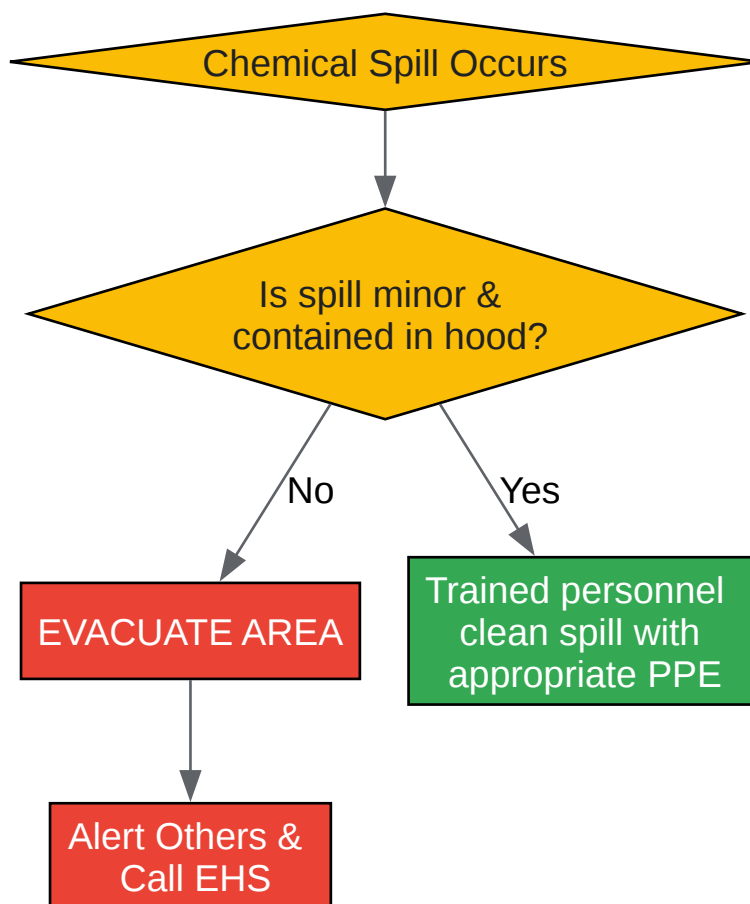 Chemical Spill Occurs
Is spill minor &
contained in hood?
No
Yes
EVACUATE AREA
Trained personnel
clean spill with
appropriate PPE
Alert Others &
Call EHS